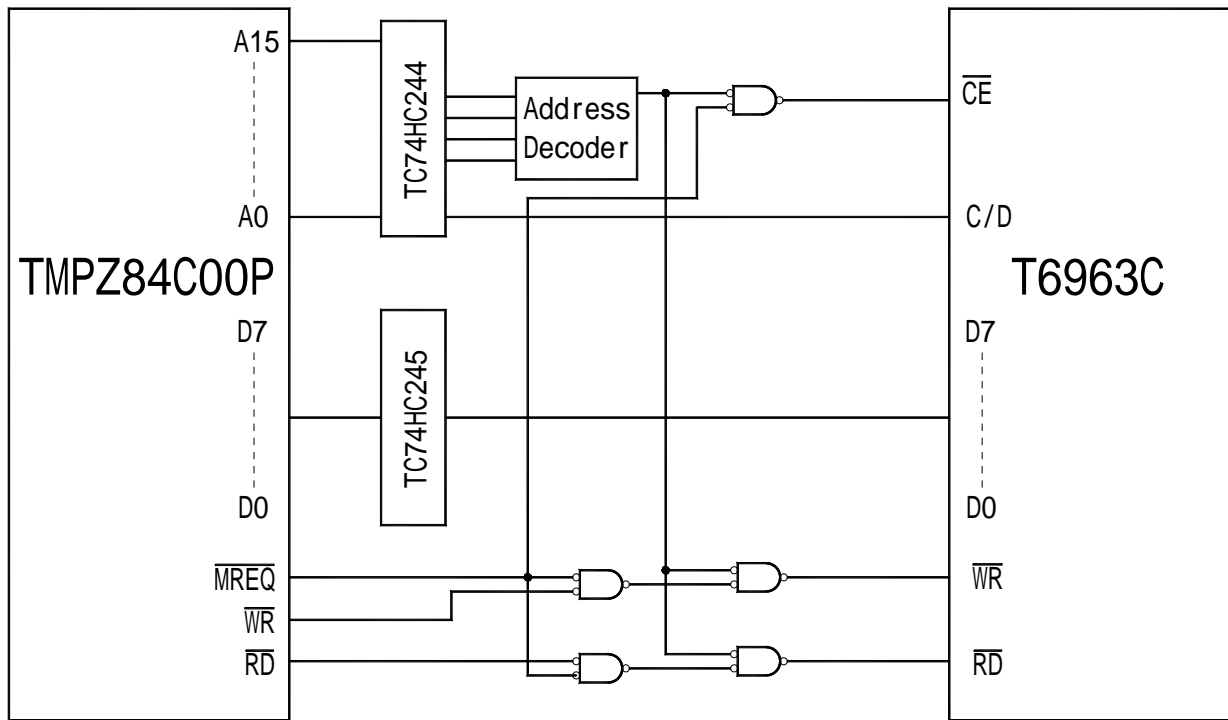 A15
TC74HC244
Address
Decoder
CE
A0
C/D
TMPZ84C00P
T6963C
D7
TC74HC245
D7
D0
D0
MREQ
WR
WR
RD
RD